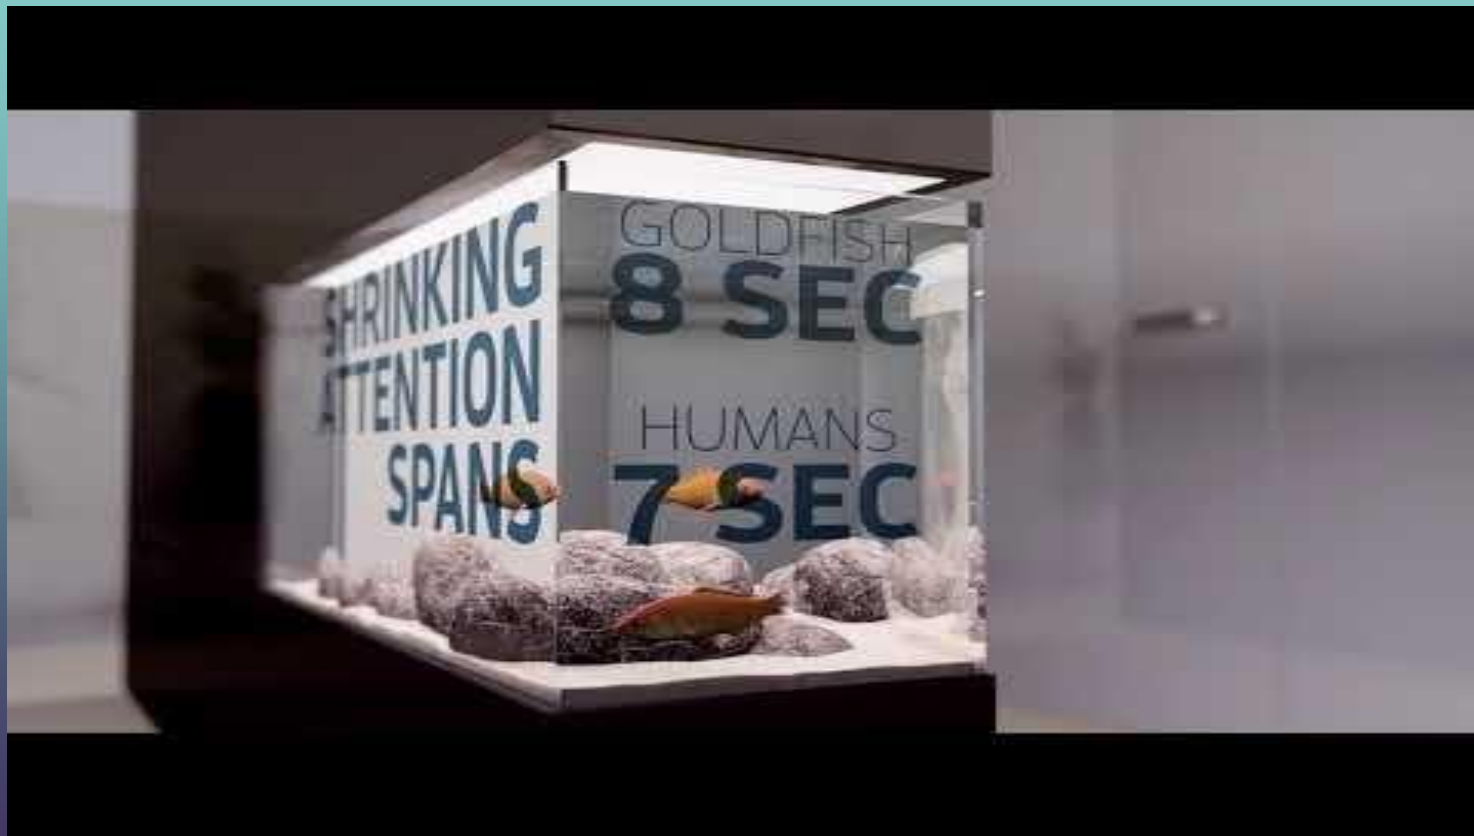 SHRINKING
ATTENTION
SPANS
GOLDFISH
8 SEC
HUMANS
7 SEC